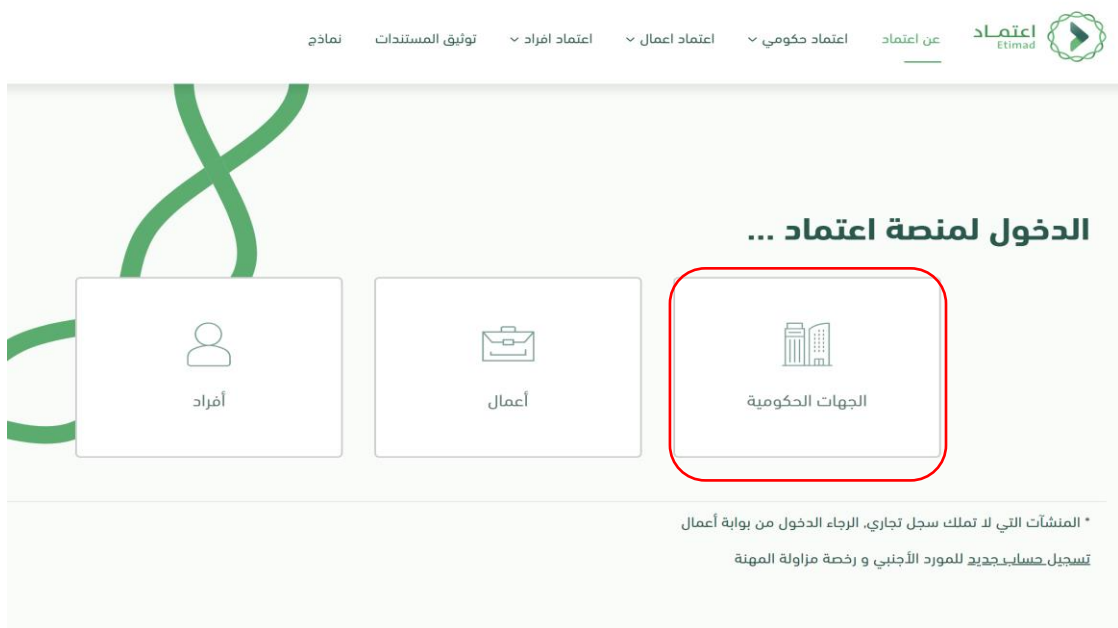 اعتمـاد
Etimad
عن اعتماد
اعتماد حكومي
اعتماد اعمال
اعتماد افراد
توثيق المستندات
نماذج
الدخول لمنصة اعتماد ...
الجهات الحكومية
أعمال
أفراد
* المنشآت التي لا تملك سجل تجاري, الرجاء الدخول من بوابة أعمال
تسجيل حساب جديد للمورد الأجنبي و رخصة مزاولة المهنة